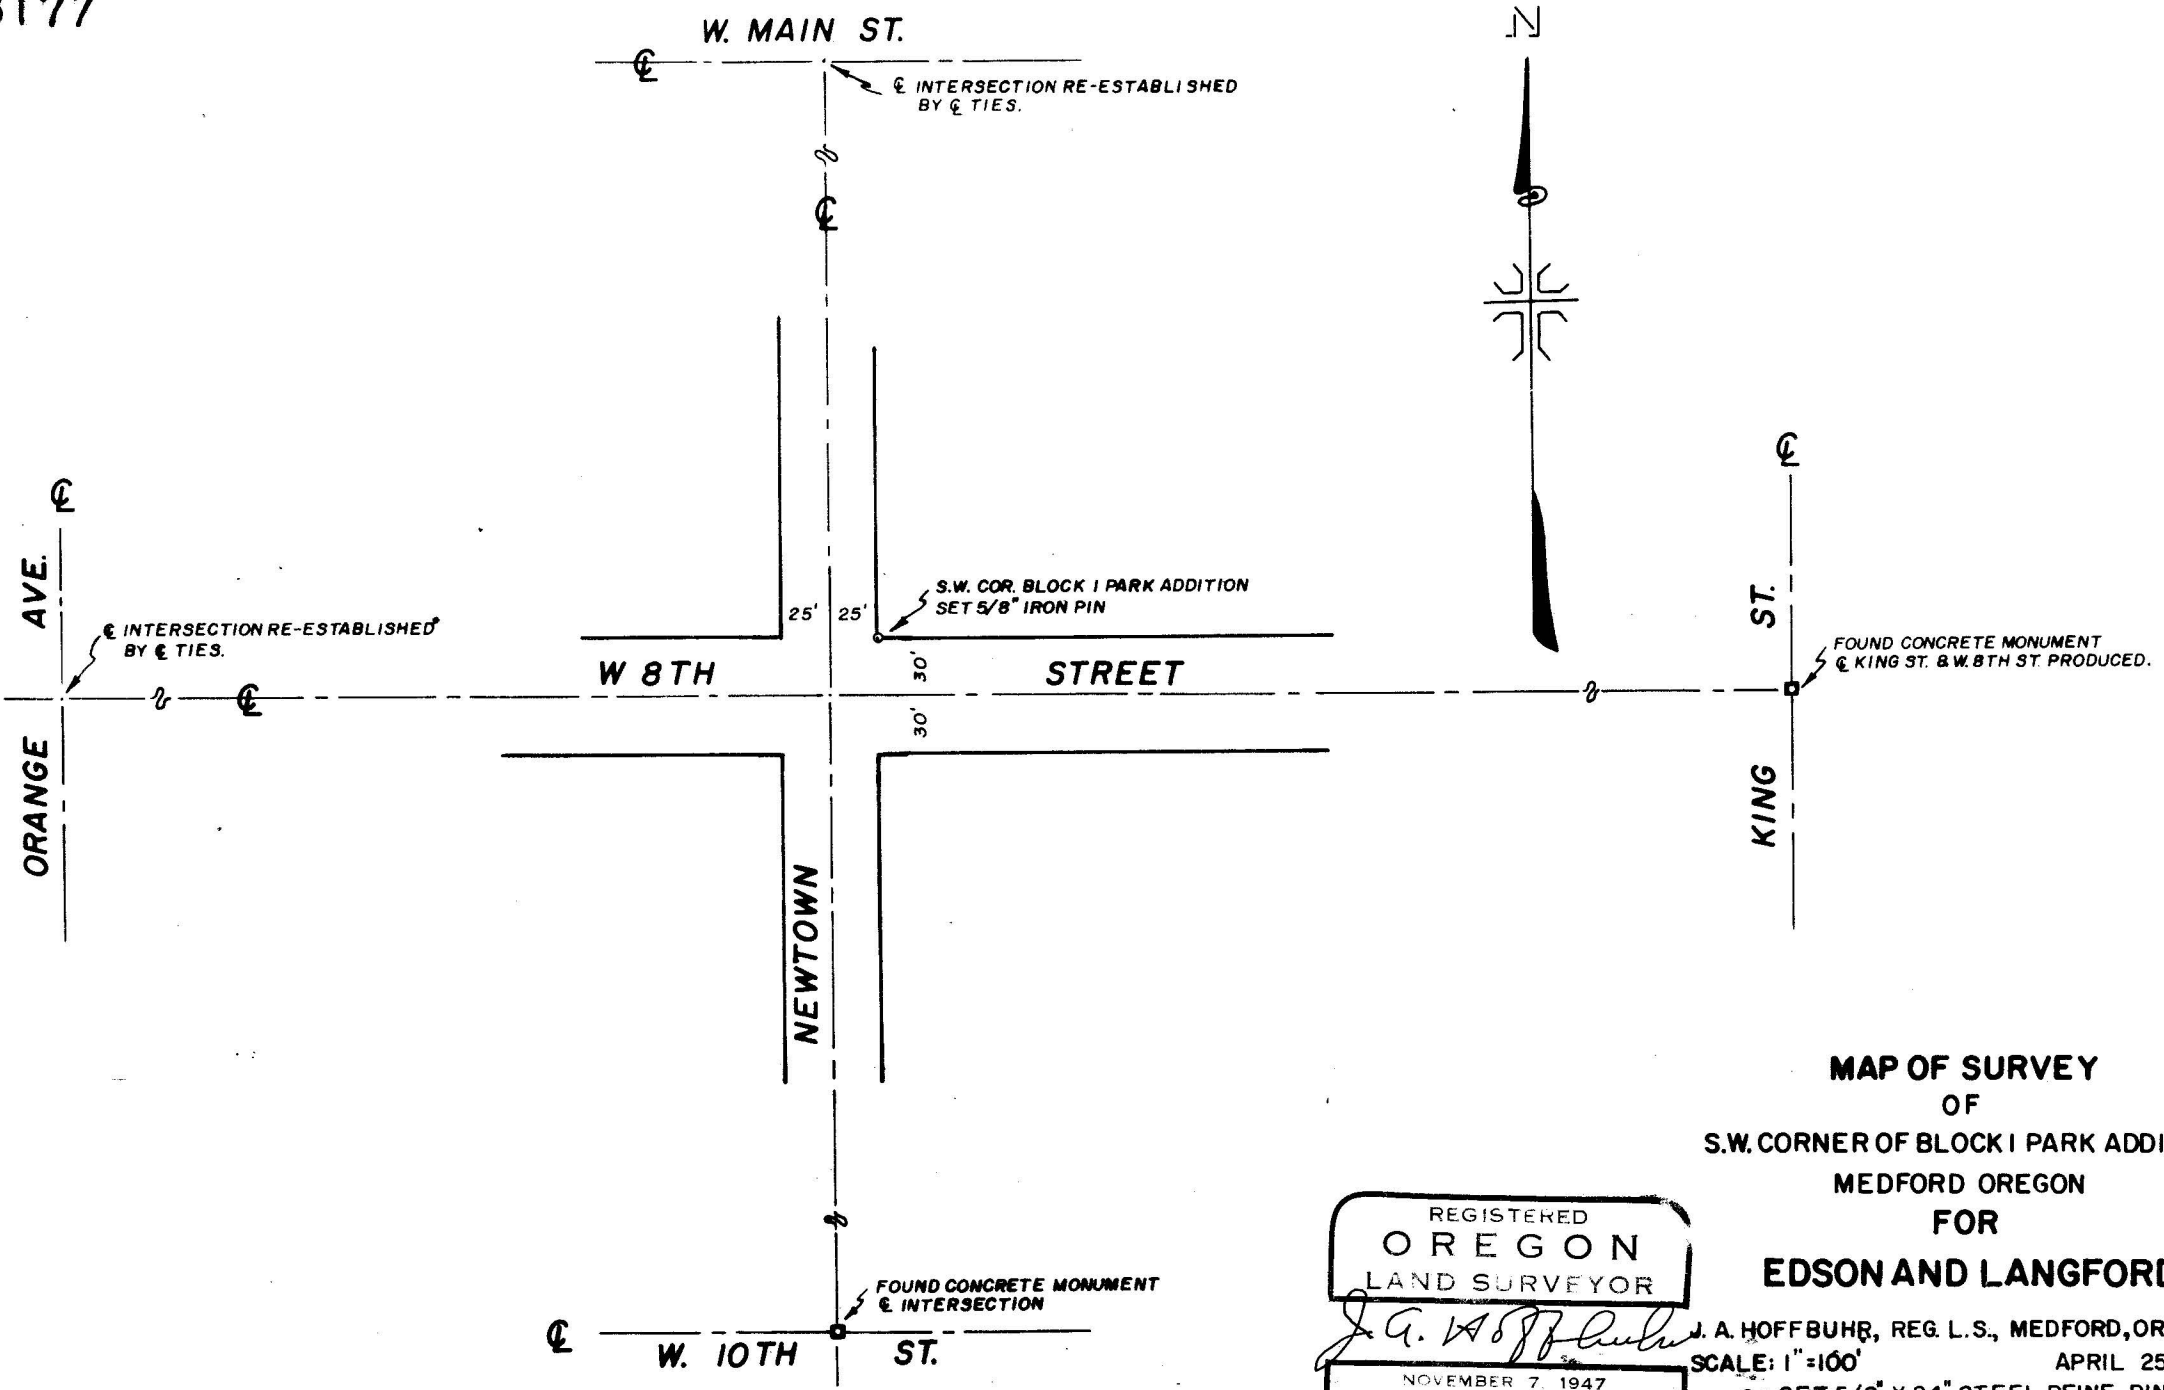 W. MAIN ST.
N
℄
℄ INTERSECTION RE-ESTABLISHED
BY ℄ TIES.
℄
℄
℄
ORANGE AVE.
℄ INTERSECTION RE-ESTABLISHED
BY ℄ TIES.
S.W. COR. BLOCK 1 PARK ADDITION
SET 5/8" IRON PIN
25' 25'
30'
30'
W 8TH STREET
℄
KING ST.
FOUND CONCRETE MONUMENT
℄ KING ST. & W. 8TH ST. PRODUCED.
NEWTOWN
FOUND CONCRETE MONUMENT
℄ INTERSECTION
℄
W. 10TH ST.
MAP OF SURVEY
OF
S.W. CORNER OF BLOCK 1 PARK ADDI
MEDFORD OREGON
FOR
EDSON AND LANGFORD
REGISTERED
OREGON
LAND SURVEYOR
J. A. Hoffbuhr
NOVEMBER 7, 1947
J. A. HOFFBUHR, REG. L.S., MEDFORD, OR
SCALE: 1"=100' APRIL 25